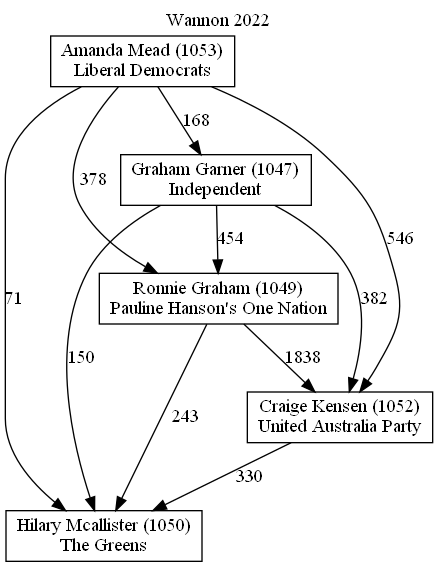 Wannon 2022
Amanda Mead (1053)
Liberal Democrats
168
378
Graham Garner (1047)
Independent
454
546
Ronnie Graham (1049)
Pauline Hanson's One Nation
71
382
150
1838
Craige Kensen (1052)
United Australia Party
243
330
Hilary Mcallister (1050)
The Greens